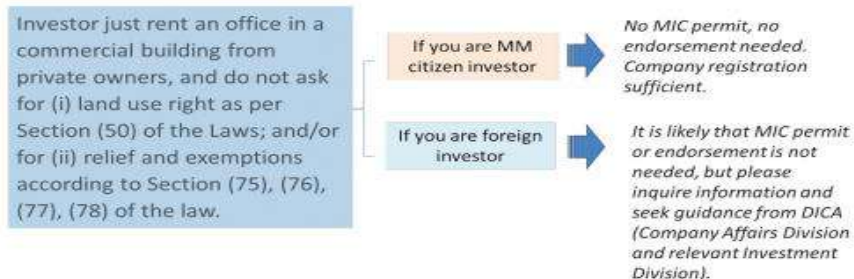 Investor just rent an office in a
commercial building from
private owners, and do not ask
for (i) land use right as per
Section (50) of the Laws; and/or
for (ii) relief and exemptions
according to Section (75), (76),
(77), (78) of the law.
If you are MM
citizen investor
No MIC permit, no
endorsement needed.
Company registration
sufficient.
If you are foreign
investor
It is likely that MIC permit
or endorsement is not
needed, but please
inquire information and
seek guidance from DICA
(Company Affairs Division
and relevant Investment
Division).